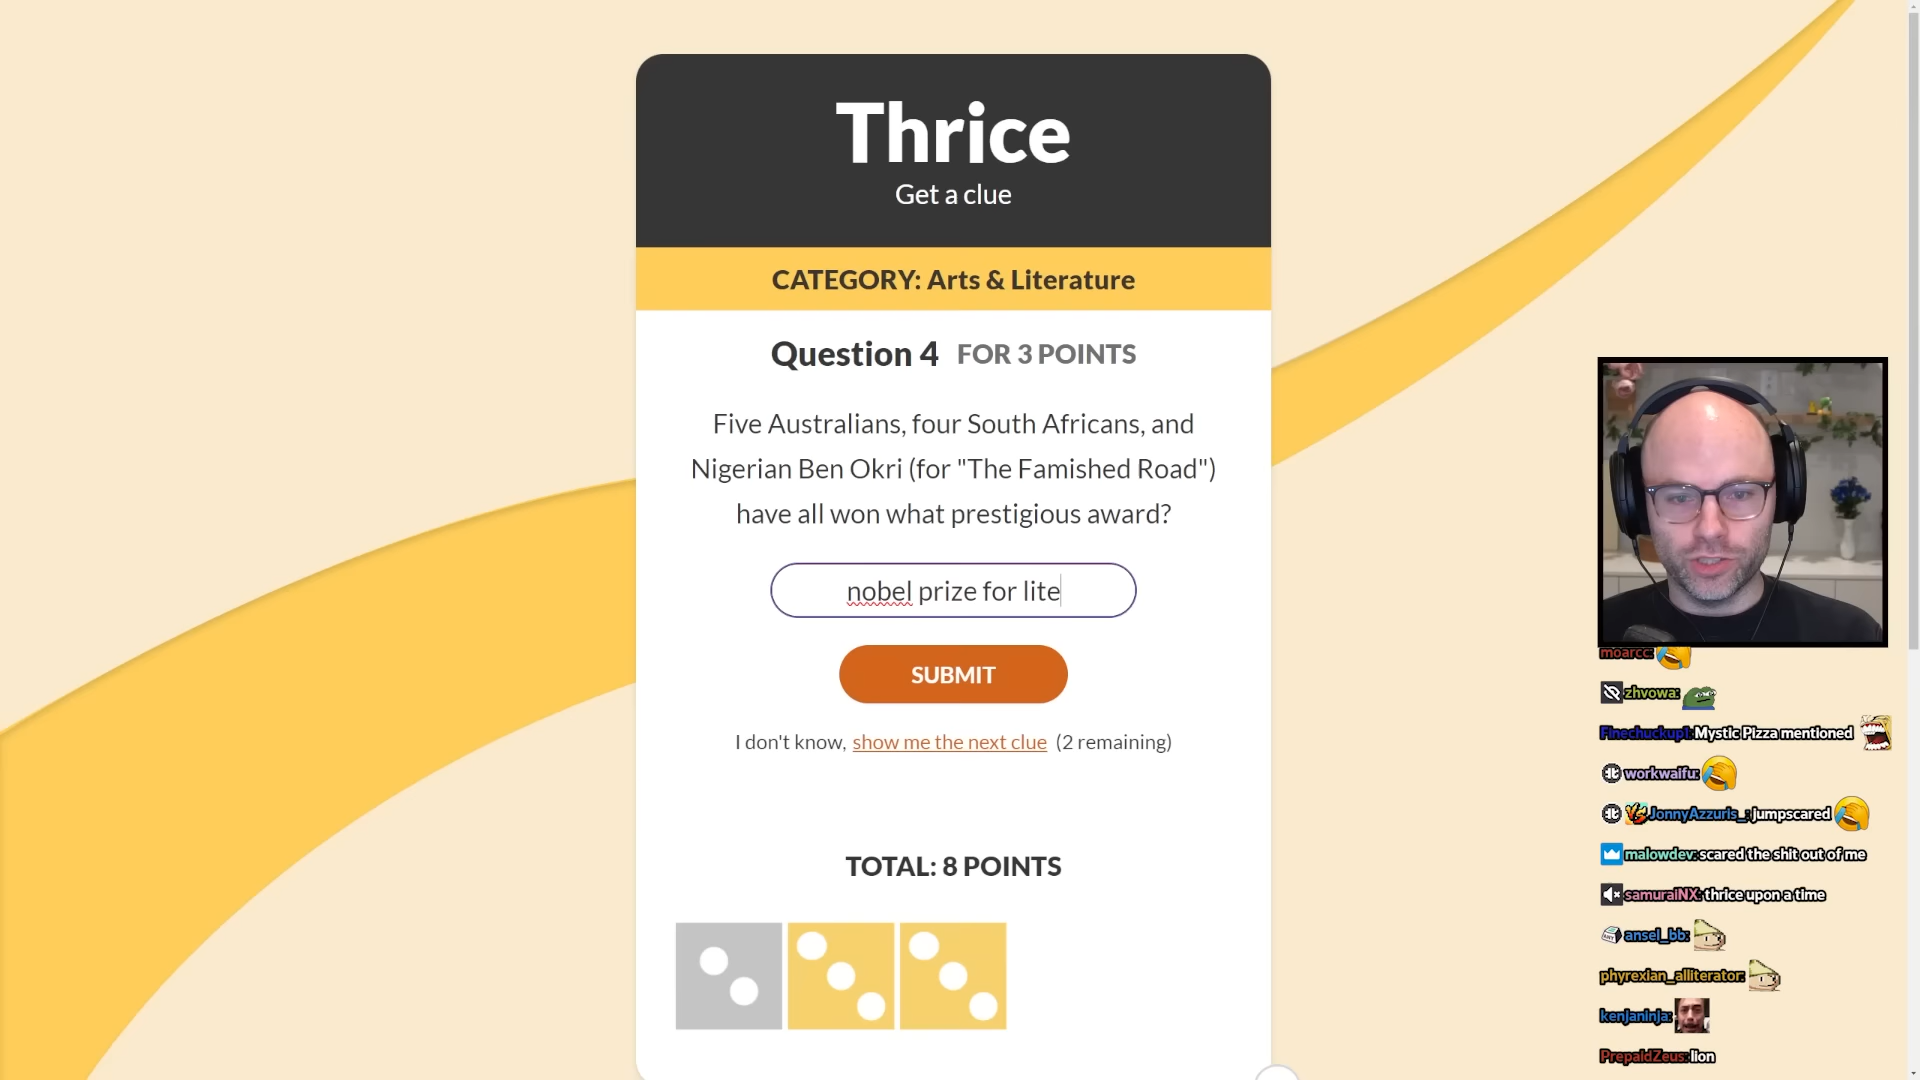 Thrice
Get a clue
CATEGORY: Arts & Literature
Question 4 FOR 3 POINTS
Five Australians, four South Africans, and
Nigerian Ben Okri (for "The Famished Road")
have all won what prestigious award?
nobel prize for lite
SUBMIT
I don't know, show me the next clue (2 remaining)
TOTAL: 8 POINTS
moarcc:
zhvowa:
Finechuckup1: Mystic Pizza mentioned
workwaifu:
JonnyAzzuris_: jumpscared
malowdev: scared the shit out of me
samuraiNX: thrice upon a time
ansel_bb:
phyrexian_alliterator:
kenjaninja:
PrepaidZeus: lion